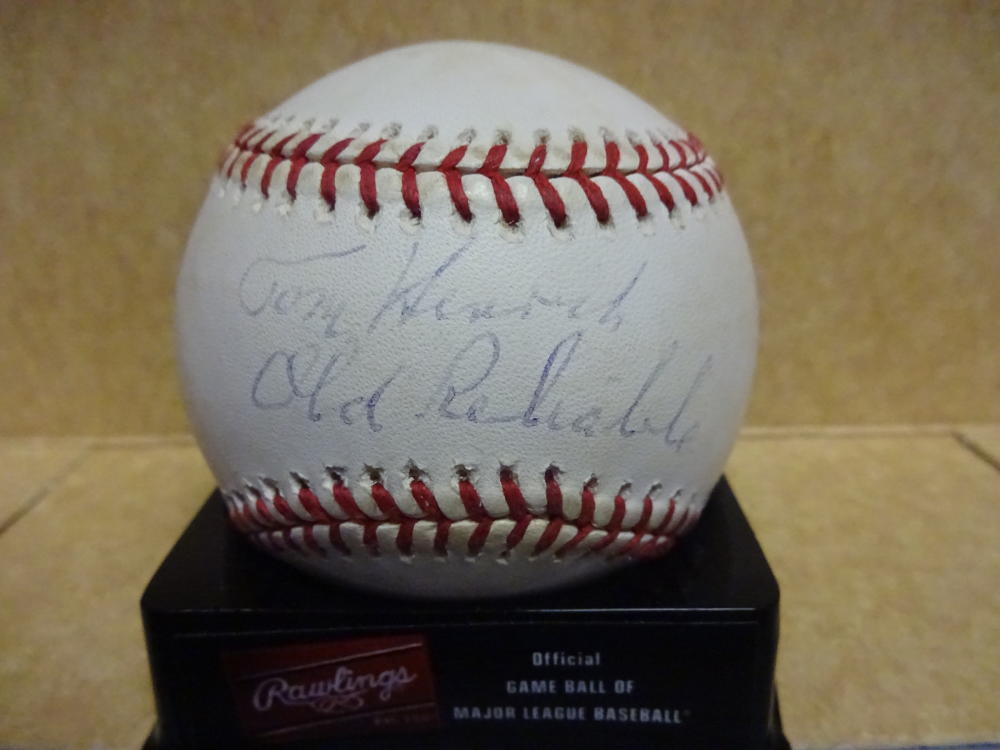 Tom Henrich
Old Reliable
Rawlings
Official
GAME BALL OF
MAJOR LEAGUE BASEBALL